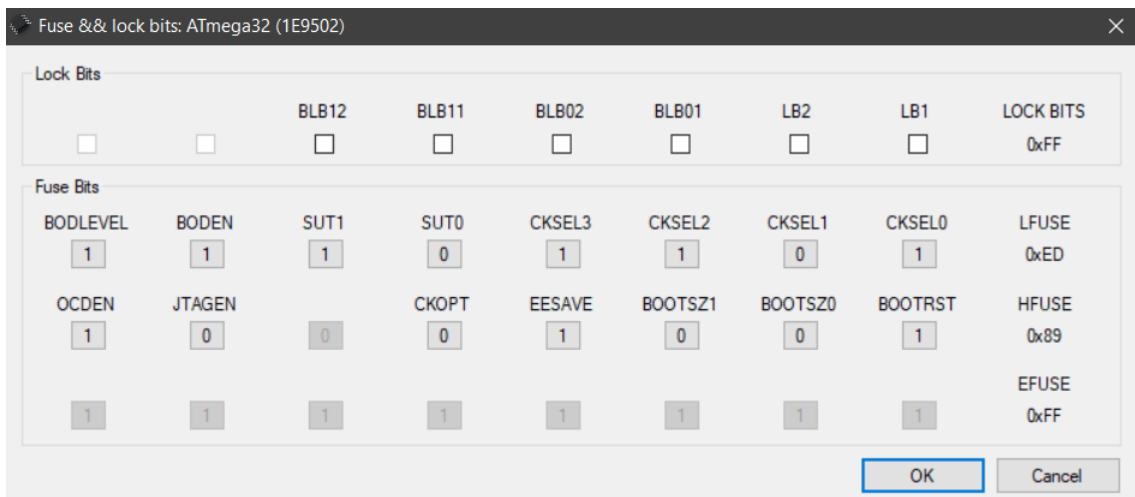 Fuse && lock bits: ATmega32 (1E9502)
Lock Bits
BLB12 BLB11 BLB02 BLB01 LB2 LB1 LOCK BITS
0xFF
Fuse Bits
BODLEVEL BODEN SUT1 SUT0 CKSEL3 CKSEL2 CKSEL1 CKSEL0 LFUSE
1 1 1 0 1 1 0 1 0xED
OCDEN JTAGEN CKOPT EESAVE BOOTSZ1 BOOTSZ0 BOOTRST HFUSE
1 0 0 0 1 0 0 1 0x89
EFUSE
1 1 1 1 1 1 1 1 0xFF
OK Cancel